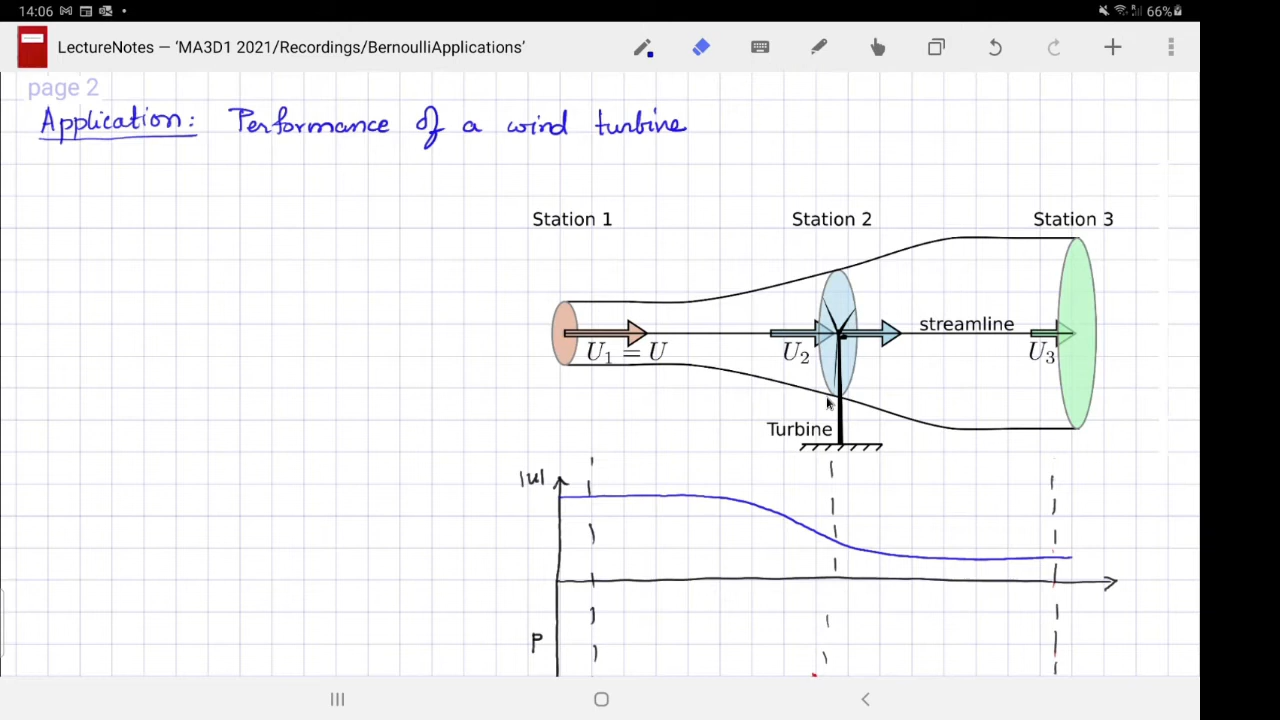 14:06
66%
LectureNotes — ‘MA3D1 2021/Recordings/BernoulliApplications’
page 2
Application: Performance of a wind turbine
Station 1 Station 2 Station 3
streamline
U₁ = U U₂ U₃
Turbine
|u|
P